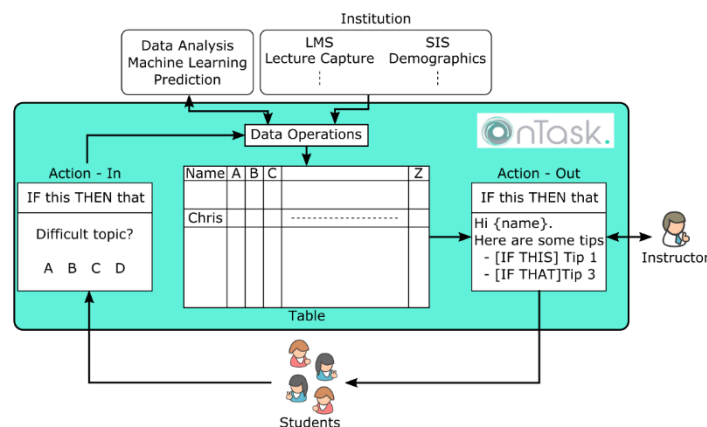 Institution
Data Analysis
Machine Learning
Prediction
LMS
Lecture Capture
SIS
Demographics
Data Operations
OnTask.
Action - In
IF this THEN that
Difficult topic?
A B C D
Name A B C Z
Chris
Table
Action - Out
IF this THEN that
Hi {name}.
Here are some tips
- [IF THIS] Tip 1
- [IF THAT]Tip 3
Instructor
Students